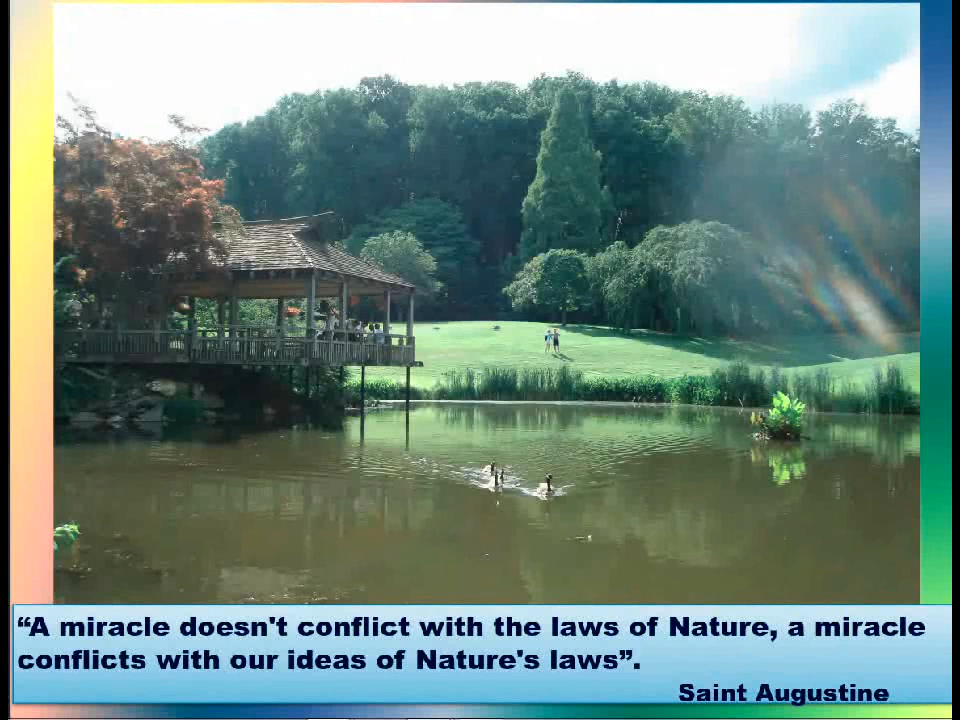 “A miracle doesn't conflict with the laws of Nature, a miracle
conflicts with our ideas of Nature's laws”.
Saint Augustine